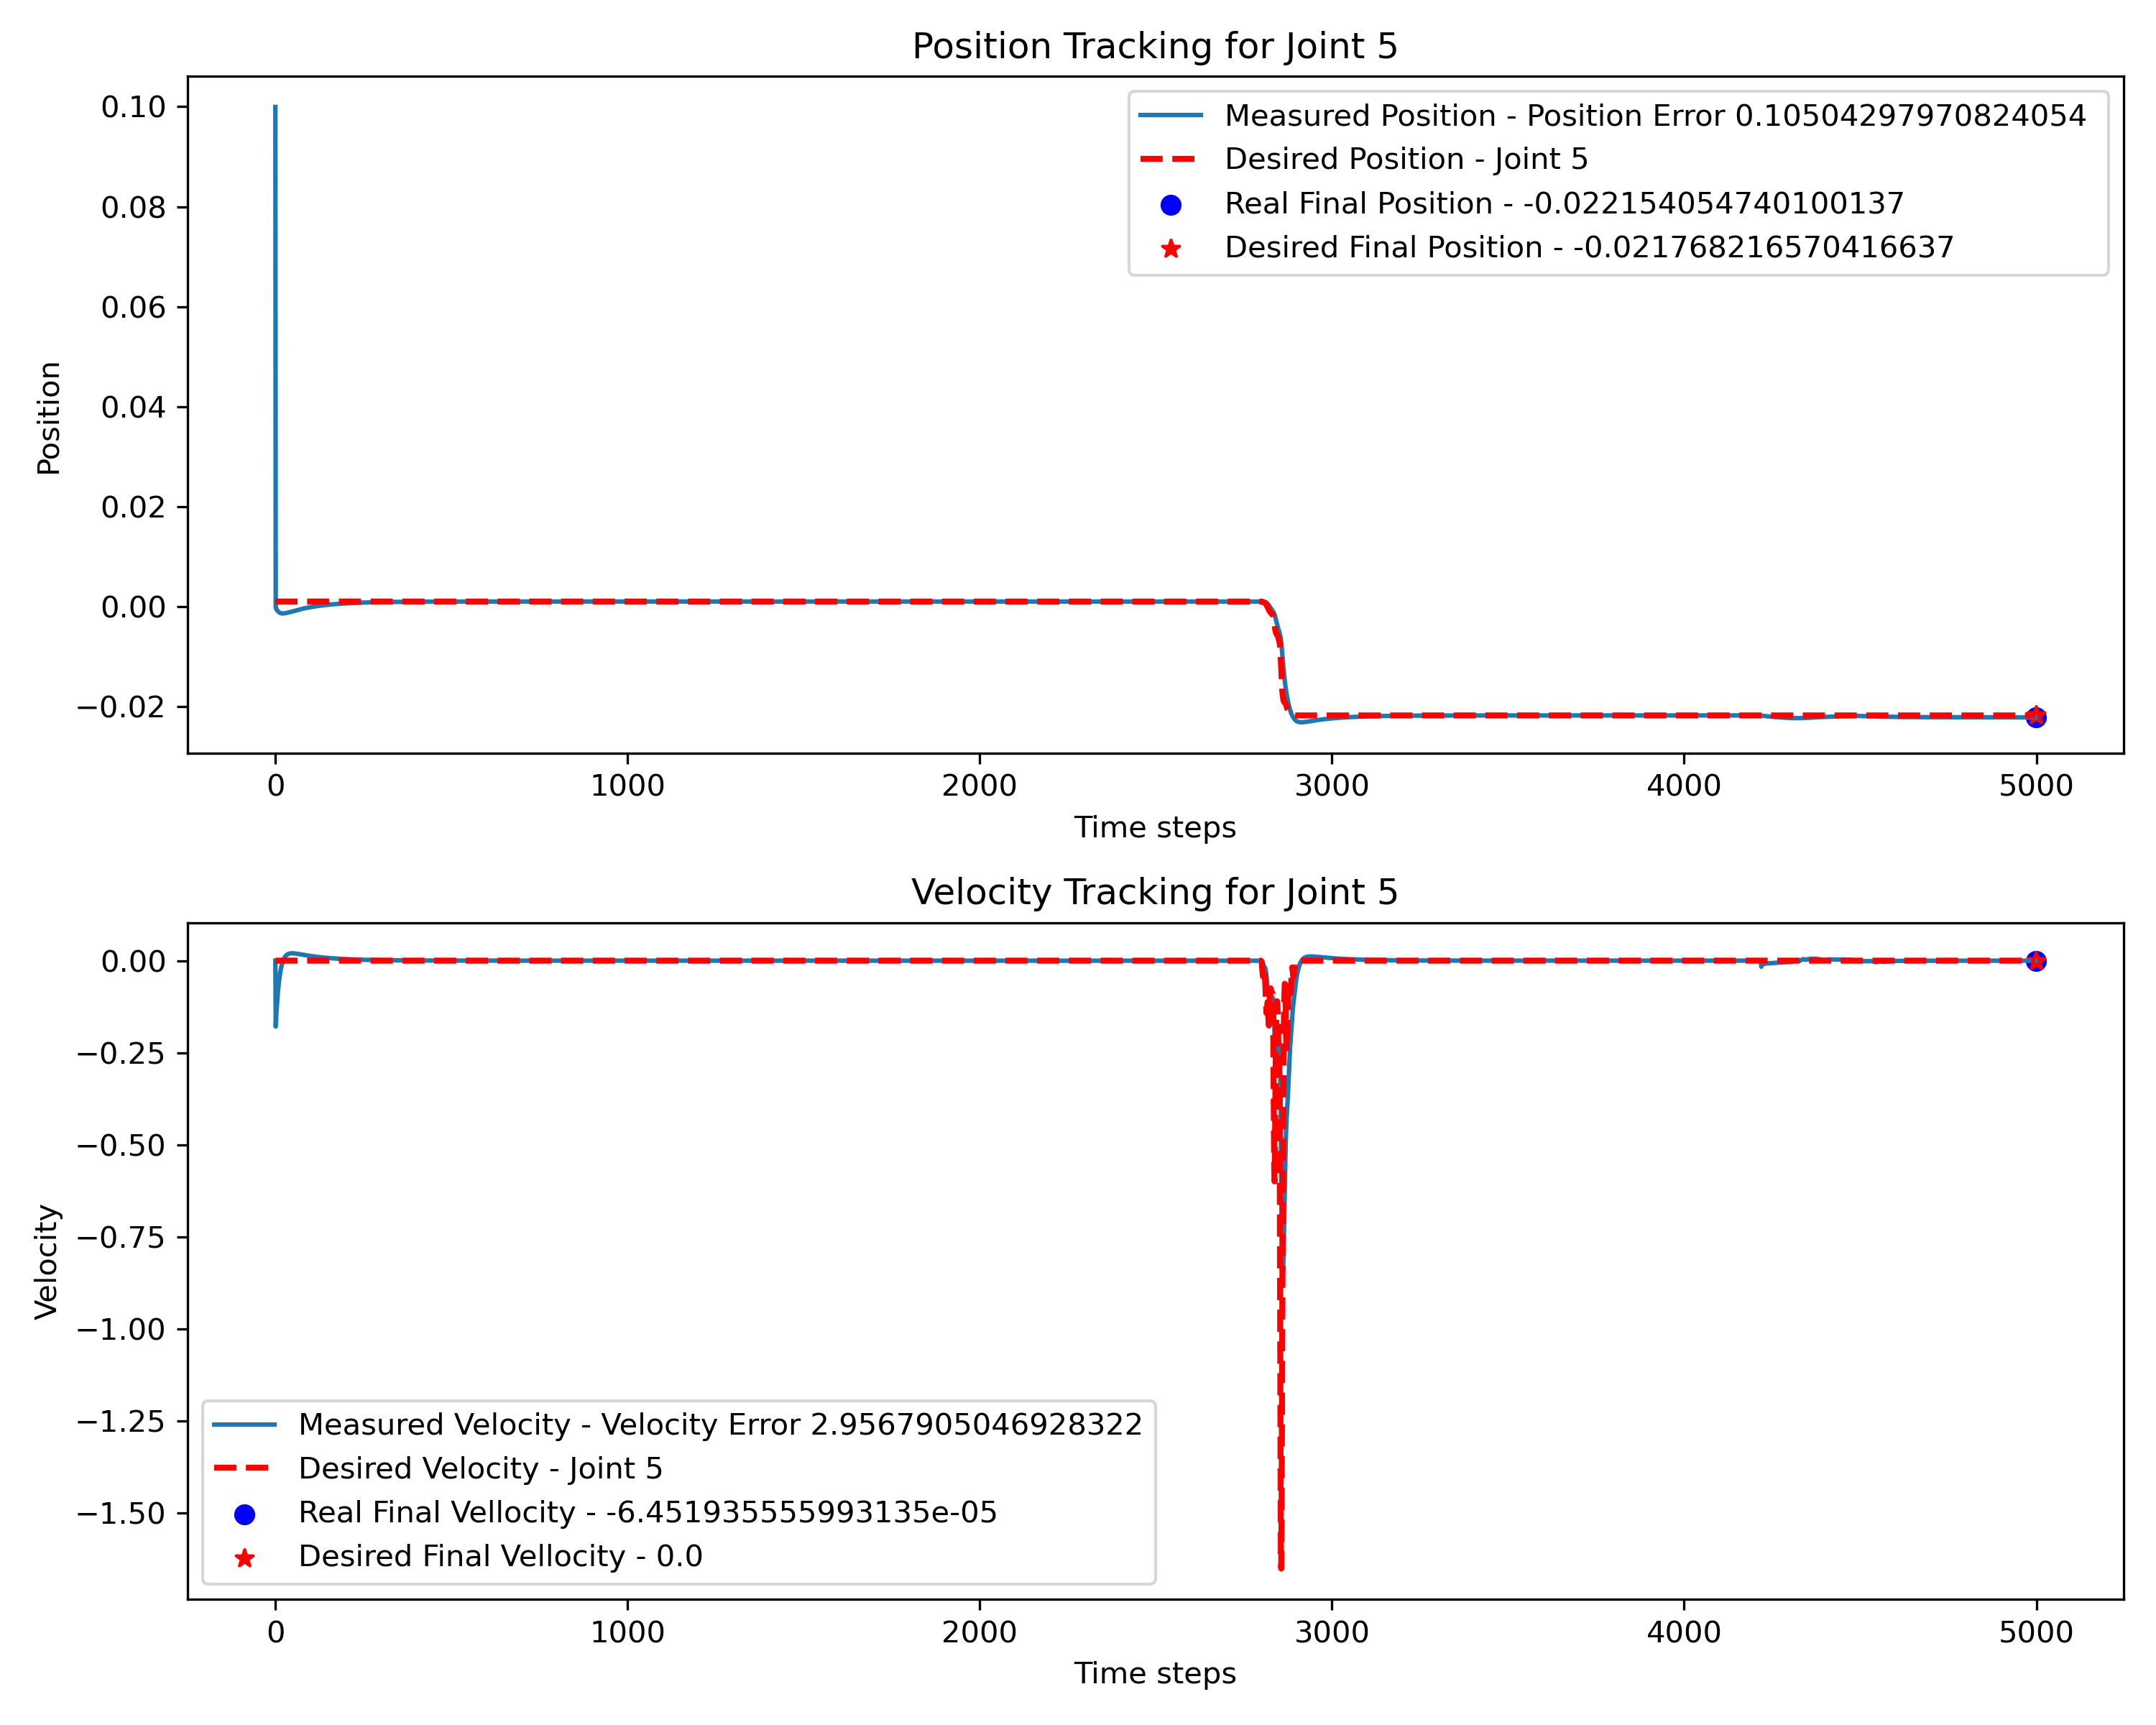 Position Tracking for Joint 5
Measured Position - Position Error 0.10504297970824054
Desired Position - Joint 5
Real Final Position - -0.022154054740100137
Desired Final Position - -0.021768216570416637
0.10
0.08
0.06
0.04
0.02
0.00
−0.02
Position
0 1000 2000 3000 4000 5000
Time steps
Velocity Tracking for Joint 5
0.00
−0.25
−0.50
−0.75
−1.00
−1.25
−1.50
Velocity
Measured Velocity - Velocity Error 2.9567905046928322
Desired Velocity - Joint 5
Real Final Vellocity - -6.451935555993135e-05
Desired Final Vellocity - 0.0
0 1000 2000 3000 4000 5000
Time steps